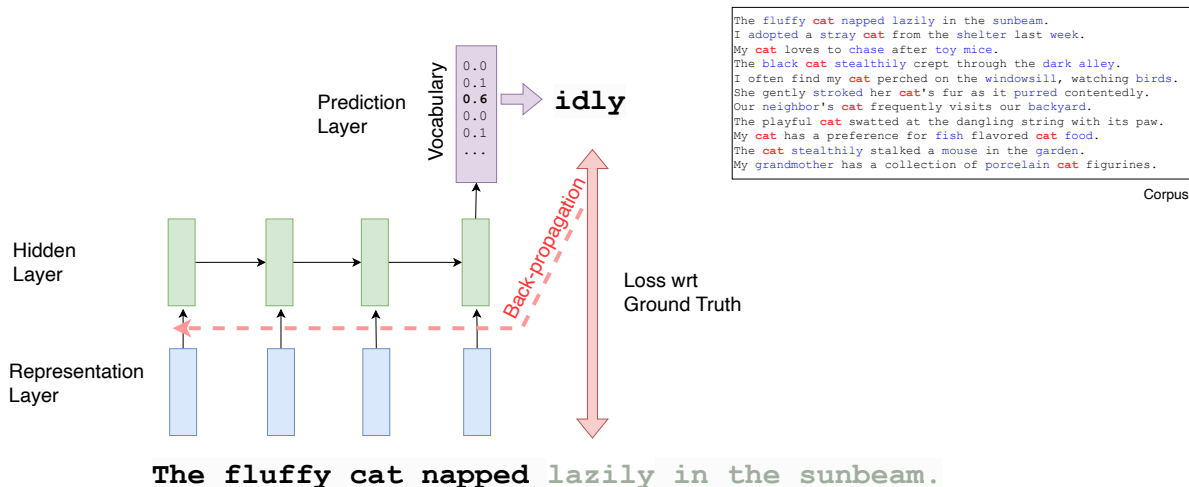 The fluffy cat napped lazily in the sunbeam.
I adopted a stray cat from the shelter last week.
My cat loves to chase after toy mice.
The black cat stealthily crept through the dark alley.
I often find my cat perched on the windowsill, watching birds.
She gently stroked her cat's fur as it purred contentedly.
Our neighbor's cat frequently visits our backyard.
The playful cat swatted at the dangling string with its paw.
My cat has a preference for fish flavored cat food.
The cat stealthily stalked a mouse in the garden.
My grandmother has a collection of porcelain cat figurines.
Corpus
Prediction
Layer
Vocabulary
0.0
0.1
0.6
0.0
0.1
...
idly
Hidden
Layer
Back-propagation
Loss wrt
Ground Truth
Representation
Layer
The fluffy cat napped lazily in the sunbeam.